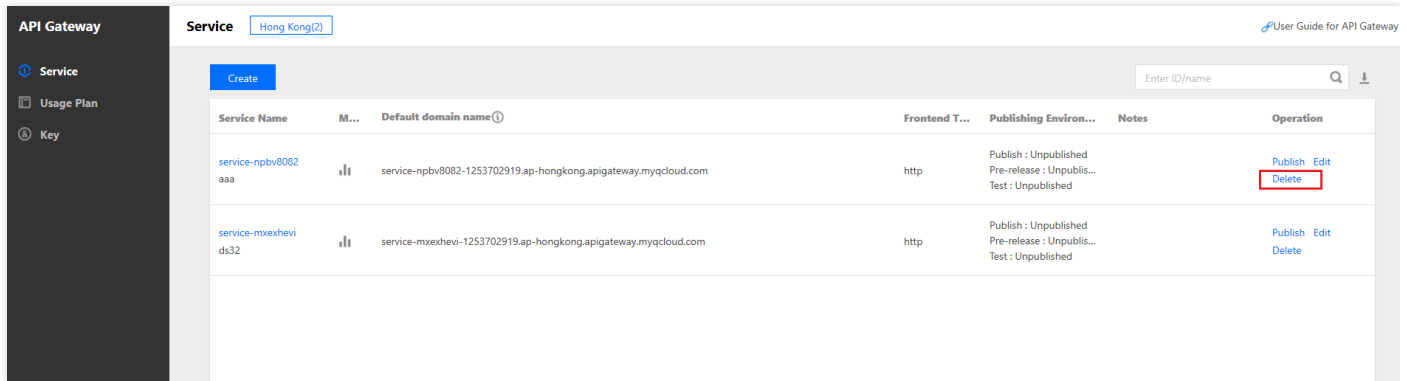 API Gateway
Service
Usage Plan
Key
Service Hong Kong(2) User Guide for API Gateway
Create Enter ID/name
Service Name M... Default domain name Frontend T... Publishing Environ... Notes Operation
service-npbv8082
aaa
service-npbv8082-1253702919.ap-hongkong.apigateway.myqcloud.com
http
Publish : Unpublished
Pre-release : Unpublis...
Test : Unpublished
Publish Edit
Delete
service-mxexhevi
ds32
service-mxexhevi-1253702919.ap-hongkong.apigateway.myqcloud.com
http
Publish : Unpublished
Pre-release : Unpublis...
Test : Unpublished
Publish Edit
Delete